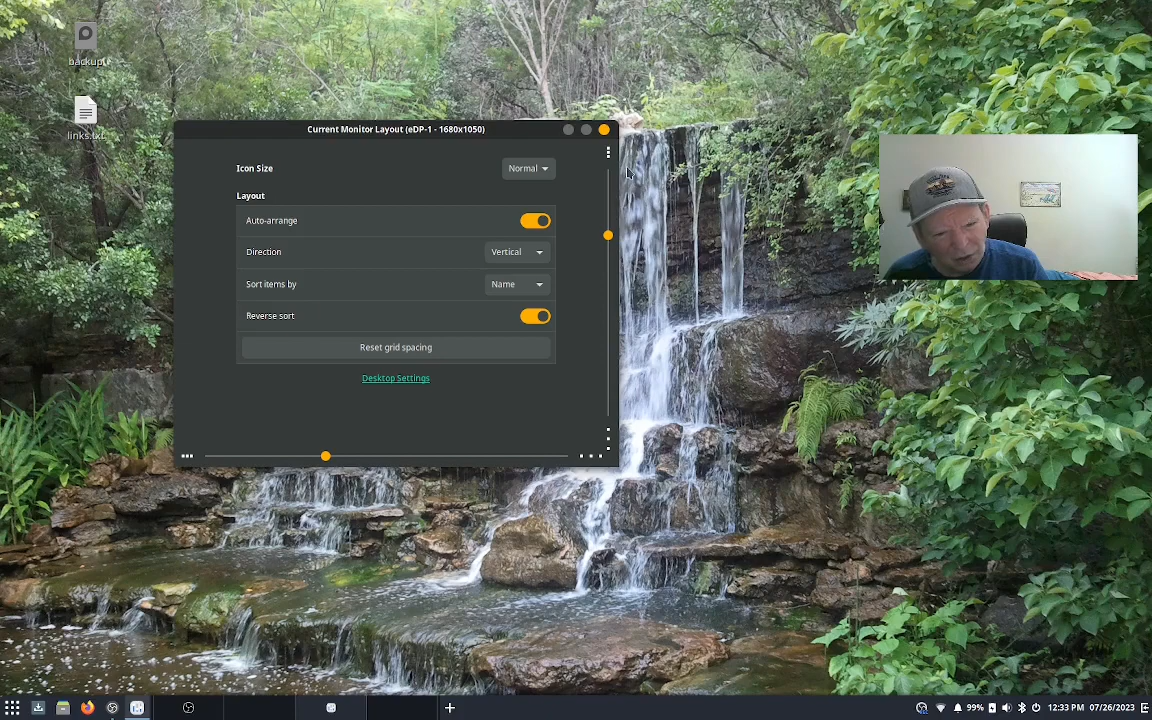 backup
links.txt
Current Monitor Layout (eDP-1 - 1680x1050)
Icon Size
Normal
Layout
Auto-arrange
Direction
Vertical
Sort items by
Name
Reverse sort
Reset grid spacing
Desktop Settings
99%
12:33 PM 07/26/2023